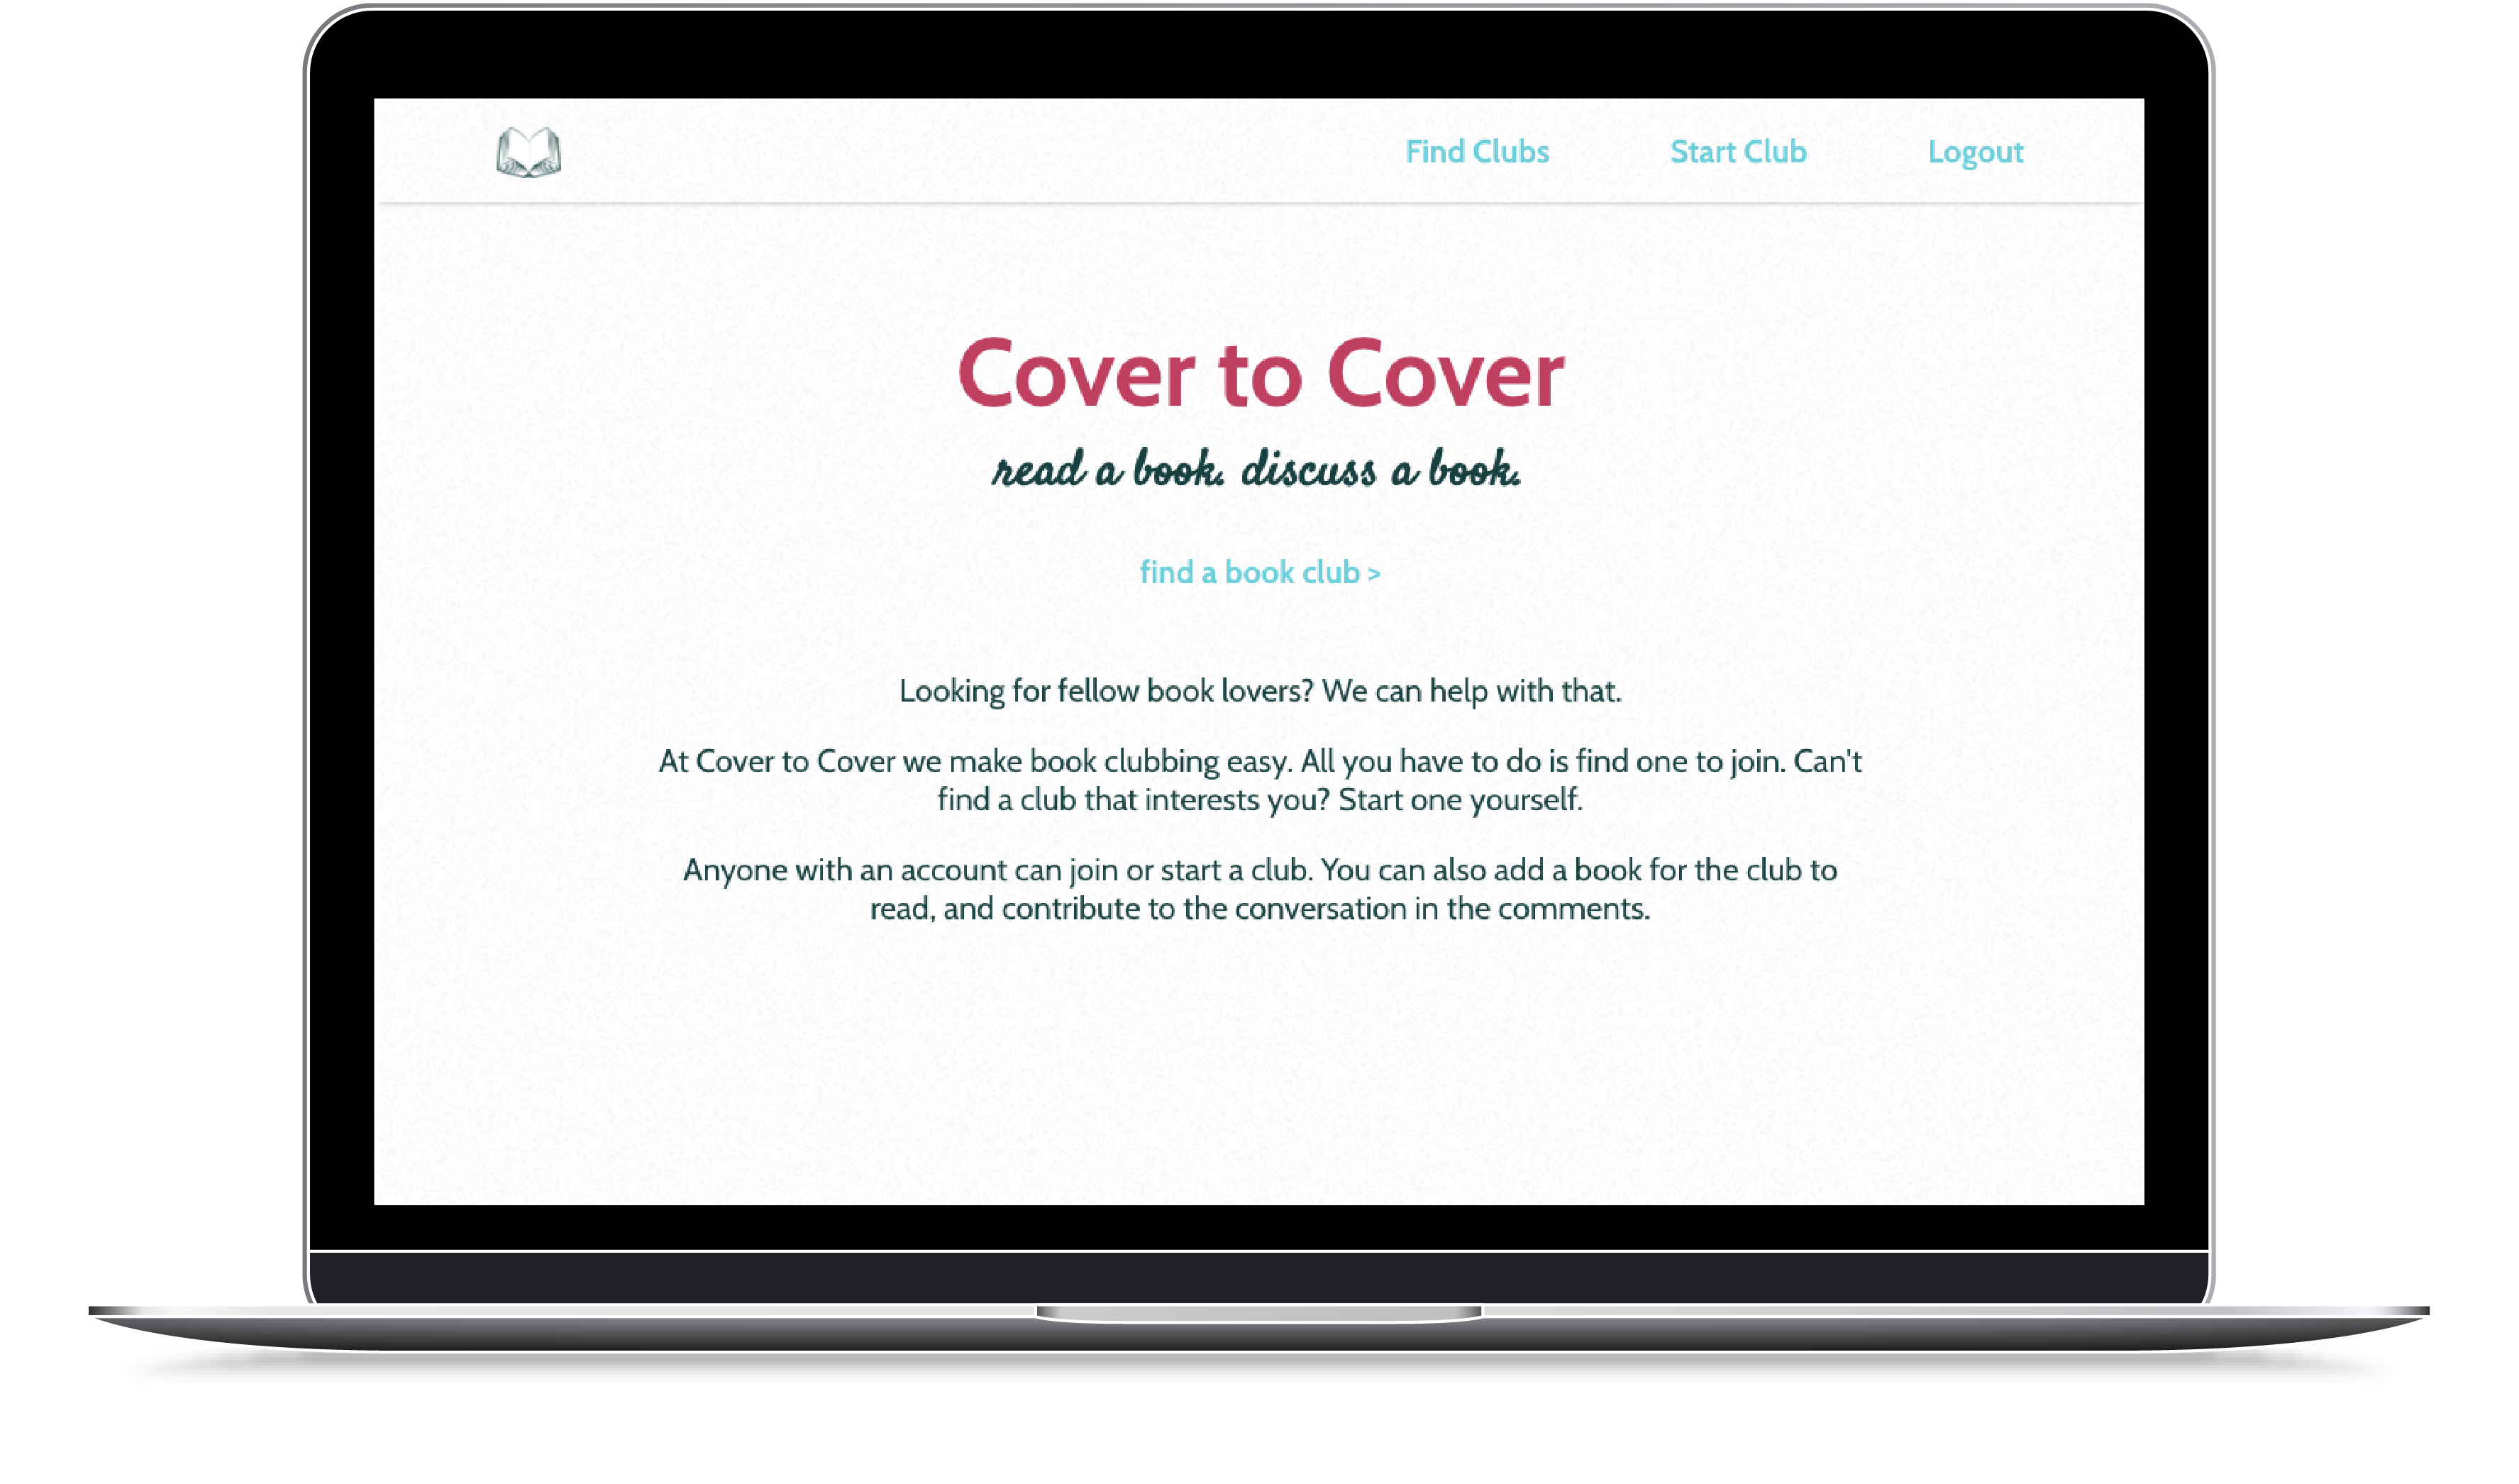 Find Clubs Start Club Logout
Cover to Cover
read a book. discuss a book.
find a book club >
Looking for fellow book lovers? We can help with that.
At Cover to Cover we make book clubbing easy. All you have to do is find one to join. Can't
find a club that interests you? Start one yourself.
Anyone with an account can join or start a club. You can also add a book for the club to
read, and contribute to the conversation in the comments.